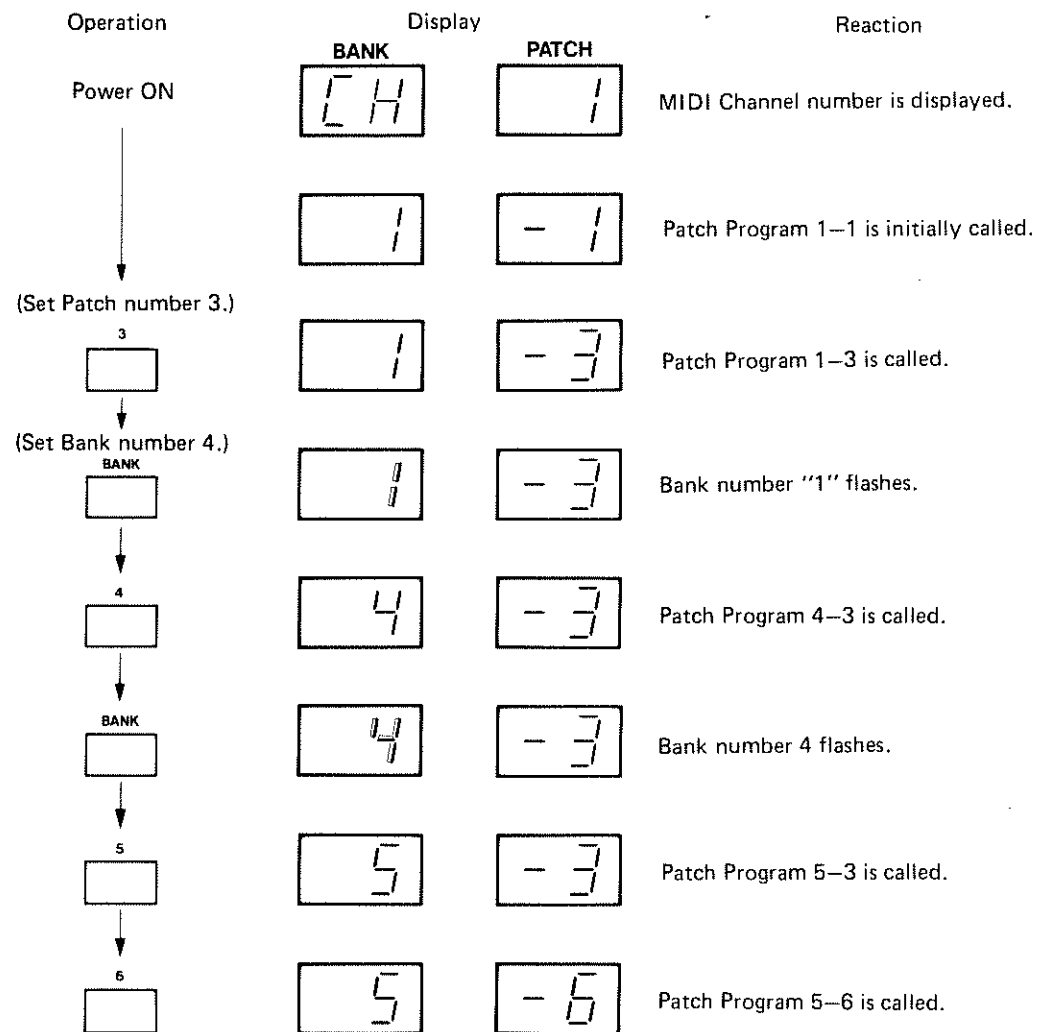 Operation Display Reaction
BANK PATCH
Power ON CH 1 MIDI Channel number is displayed.
1 - 1 Patch Program 1–1 is initially called.
(Set Patch number 3.)
3
1 - 3 Patch Program 1–3 is called.
(Set Bank number 4.)
BANK
1 - 3 Bank number "1" flashes.
4
4 - 3 Patch Program 4–3 is called.
BANK
4 - 3 Bank number 4 flashes.
5
5 - 3 Patch Program 5–3 is called.
6
5 - 6 Patch Program 5–6 is called.